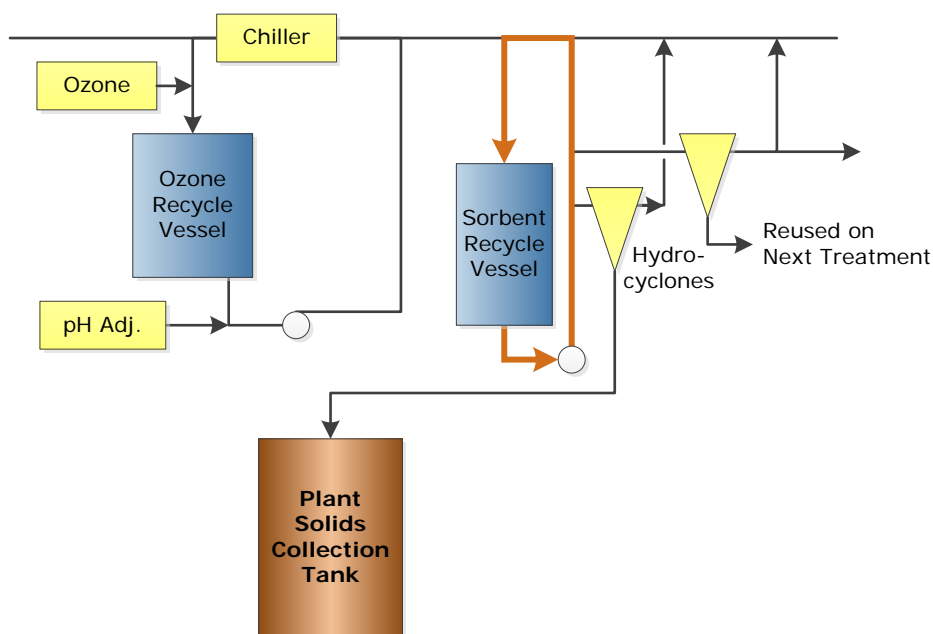 Chiller
Ozone
Ozone
Recycle
Vessel
Sorbent
Recycle
Vessel
Hydro-
cyclones
Reused on
Next Treatment
pH Adj.
Plant
Solids
Collection
Tank